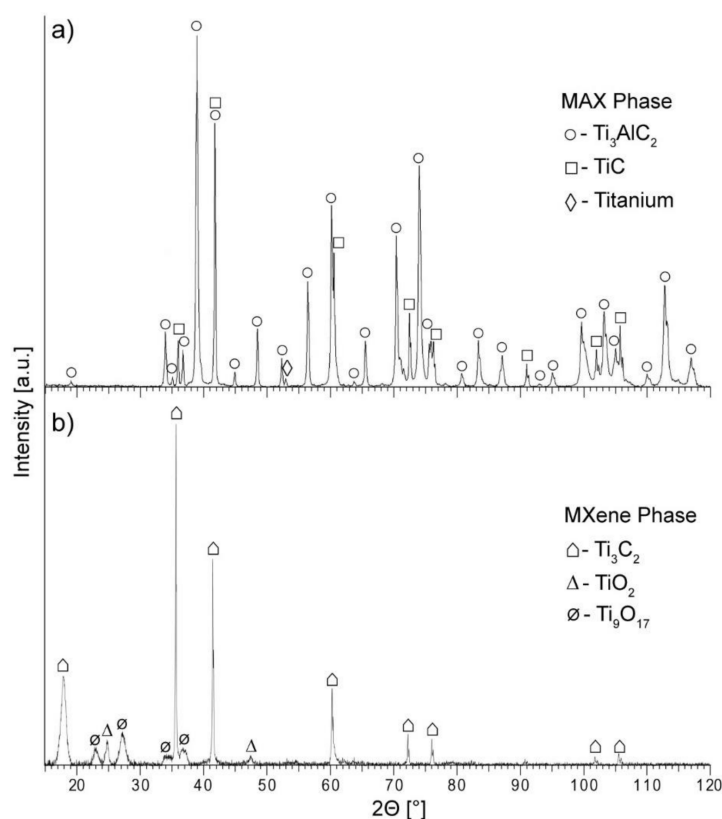 a)
MAX Phase
- Ti₃AlC₂
- TiC
- Titanium
Intensity [a.u.]
b)
MXene Phase
- Ti₃C₂
- TiO₂
- Ti₉O₁₇
20 30 40 50 60 70 80 90 100 110 120
2Θ [°]